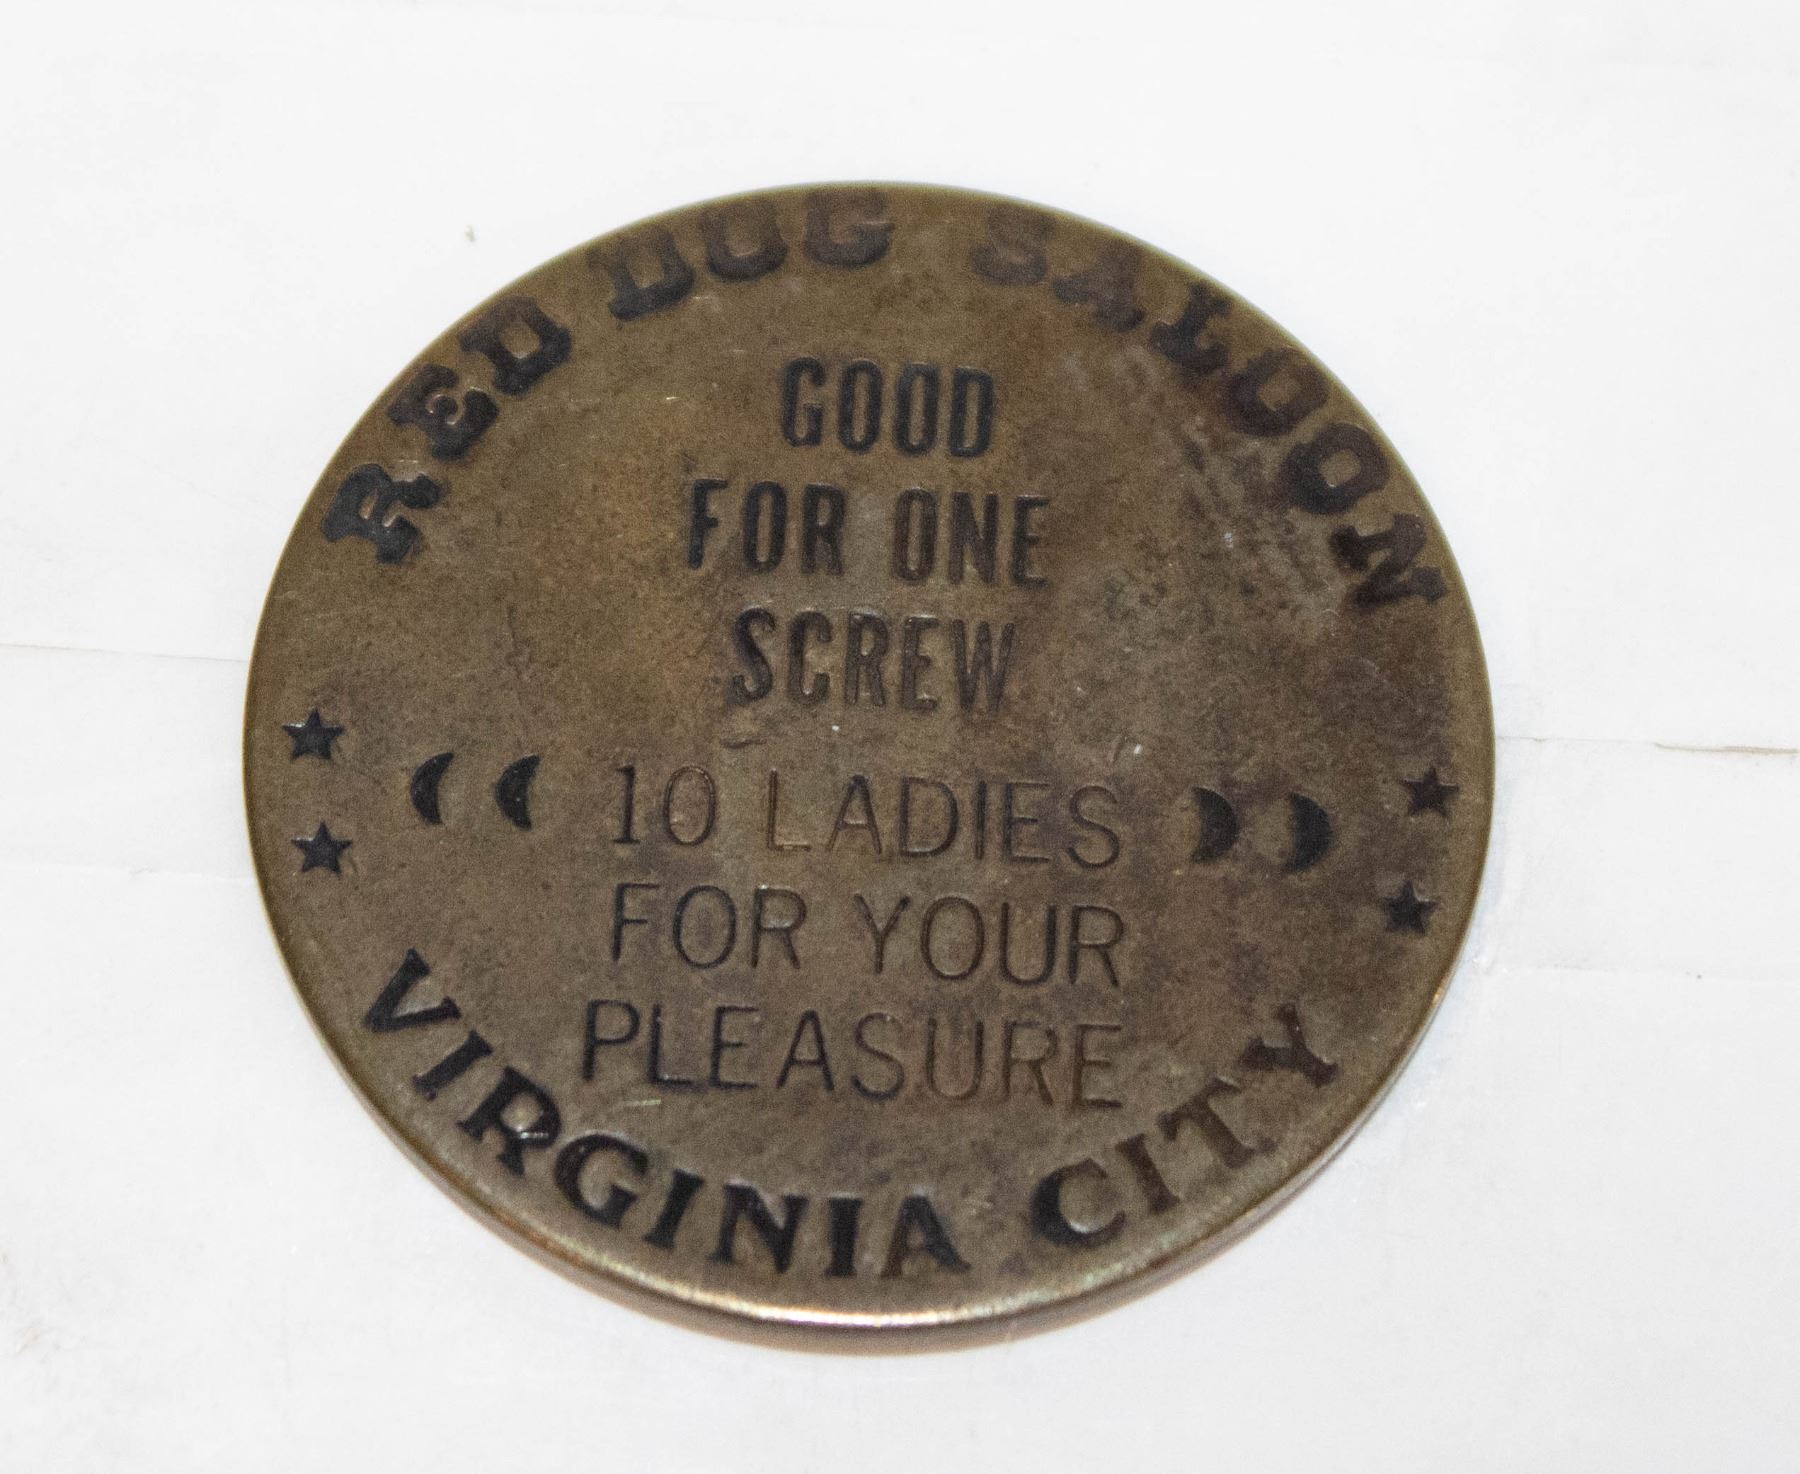 RED DOG SALOON
GOOD
FOR ONE
SCREW
10 LADIES
FOR YOUR
PLEASURE
VIRGINIA CITY